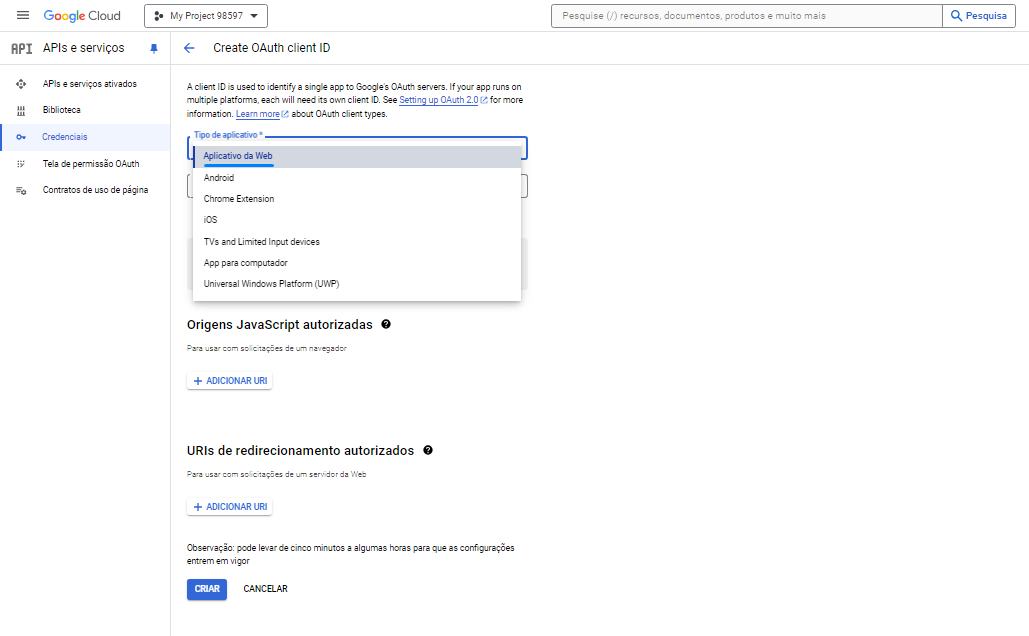 Google Cloud
My Project 98597
Pesquise (/) recursos, documentos, produtos e muito mais
Pesquisa
API APIs e serviços
Create OAuth client ID
APIs e serviços ativados
Biblioteca
Credenciais
Tela de permissão OAuth
Contratos de uso de página
A client ID is used to identify a single app to Google's OAuth servers. If your app runs on
multiple platforms, each will need its own client ID. See Setting up OAuth 2.0 for more
information. Learn more about OAuth client types.
Tipo de aplicativo *
Aplicativo da Web
Android
Chrome Extension
iOS
TVs and Limited Input devices
App para computador
Universal Windows Platform (UWP)
Origens JavaScript autorizadas
Para usar com solicitações de um navegador
+ ADICIONAR URI
URIs de redirecionamento autorizados
Para usar com solicitações de um servidor da Web
+ ADICIONAR URI
Observação: pode levar de cinco minutos a algumas horas para que as configurações
entrem em vigor
CRIAR
CANCELAR